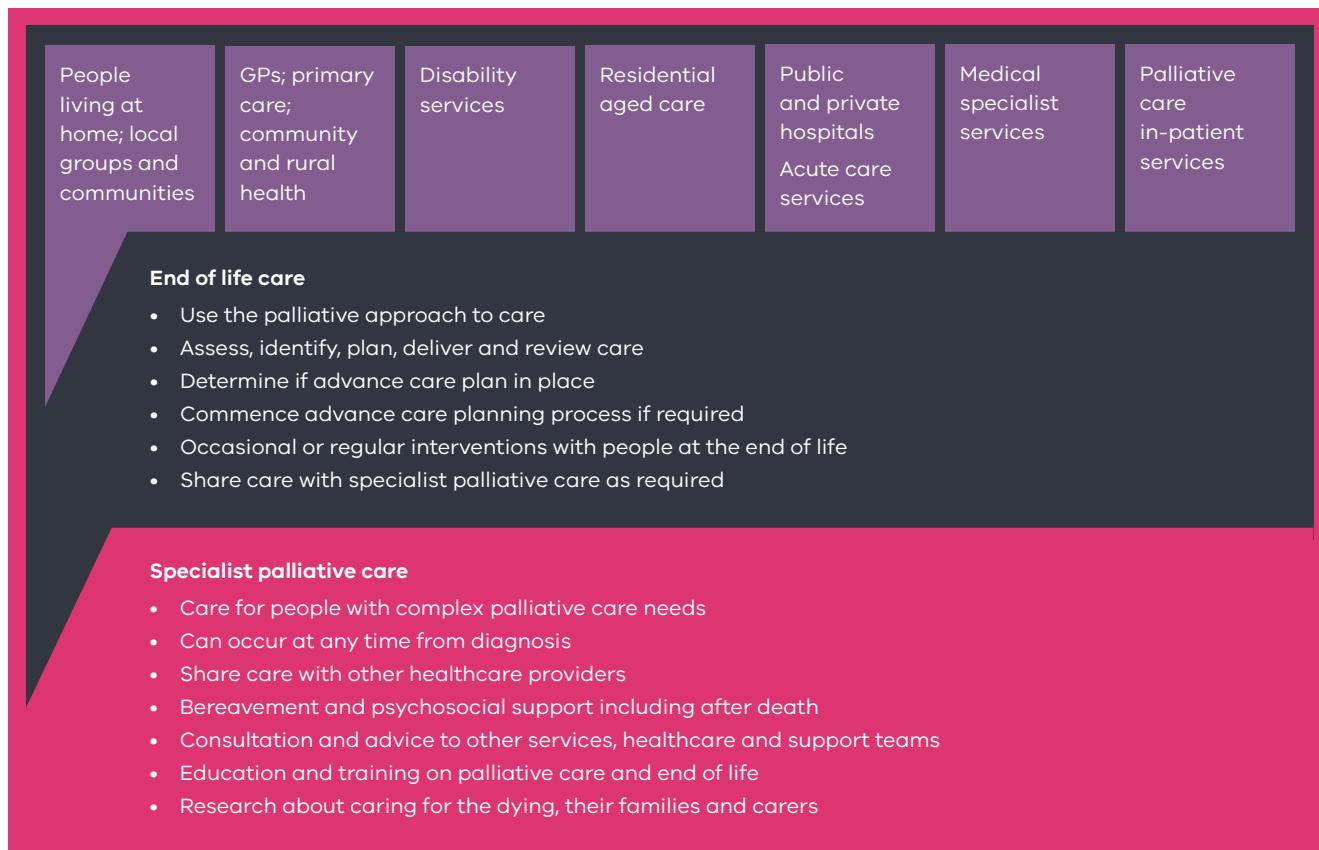 People
living at
home; local
groups and
communities
GPs; primary
care;
community
and rural
health
Disability
services
Residential
aged care
Public
and private
hospitals
Acute care
services
Medical
specialist
services
Palliative
care
in-patient
services
End of life care
• Use the palliative approach to care
• Assess, identify, plan, deliver and review care
• Determine if advance care plan in place
• Commence advance care planning process if required
• Occasional or regular interventions with people at the end of life
• Share care with specialist palliative care as required
Specialist palliative care
• Care for people with complex palliative care needs
• Can occur at any time from diagnosis
• Share care with other healthcare providers
• Bereavement and psychosocial support including after death
• Consultation and advice to other services, healthcare and support teams
• Education and training on palliative care and end of life
• Research about caring for the dying, their families and carers